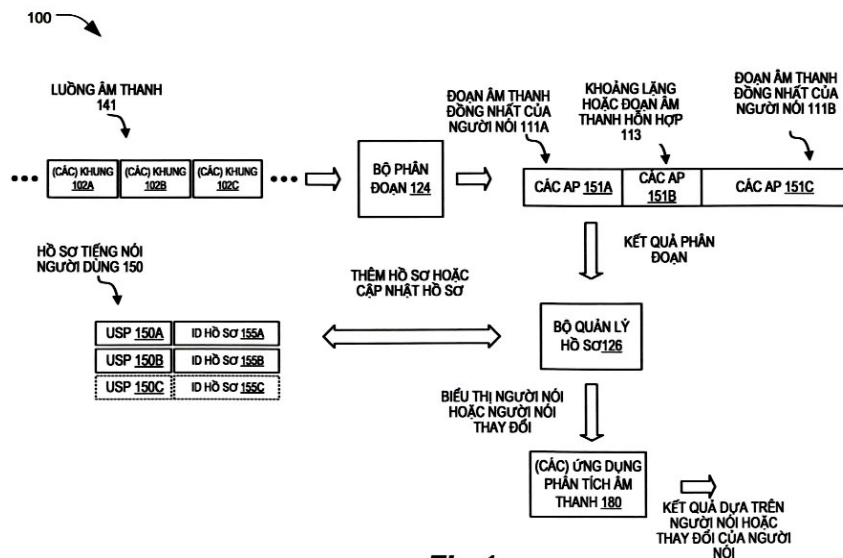 100
LUỒNG ÂM THANH
141
ĐOẠN ÂM THANH
ĐỒNG NHẤT CỦA
NGƯỜI NÓI 111A
KHOẢNG LẶNG
HOẶC ĐOẠN ÂM
THANH HỖN HỢP
113
ĐOẠN ÂM THANH
ĐỒNG NHẤT CỦA
NGƯỜI NÓI
111B
••• (CÁC) KHUNG
102A
(CÁC) KHUNG
102B
(CÁC) KHUNG
102C •••
BỘ PHÂN
ĐOẠN 124
CÁC AP 151A
CÁC AP
151B
CÁC AP 151C
KẾT QUẢ PHÂN
ĐOẠN
HỒ SƠ TIẾNG NÓI
NGƯỜI DÙNG 150
THÊM HỒ SƠ HOẶC
CẬP NHẬT HỒ SƠ
USP 150A ID HỒ SƠ 155A
USP 150B ID HỒ SƠ 155B
USP 150C ID HỒ SƠ 155C
BỘ QUẢN LÝ
HỒ SƠ126
BIỂU THỊ NGƯỜI NÓI
HOẶC NGƯỜI NÓI
THAY ĐỔI
(CÁC) ỨNG DỤNG
PHÂN TÍCH ÂM
THANH 180
KẾT QUẢ DỰA TRÊN
NGƯỜI NÓI HOẶC
THAY ĐỔI CỦA NGƯỜI
NÓI